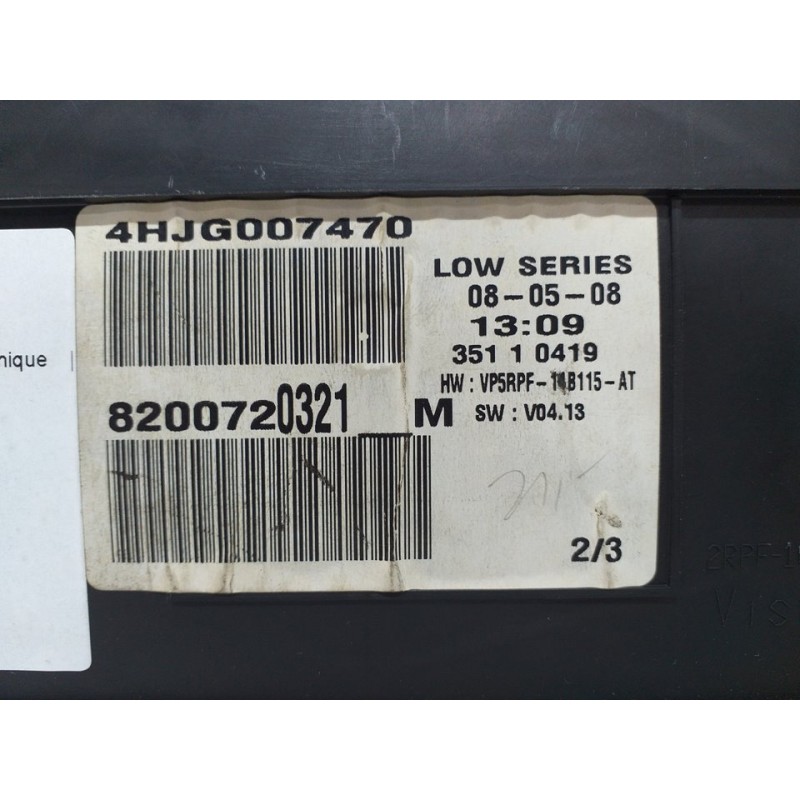 4HJG007470
LOW SERIES
08-05-08
13:09
351 1 0419
HW : VP5RPF-14B115-AT
8200720321__M
SW : V04.13
2/3
nique